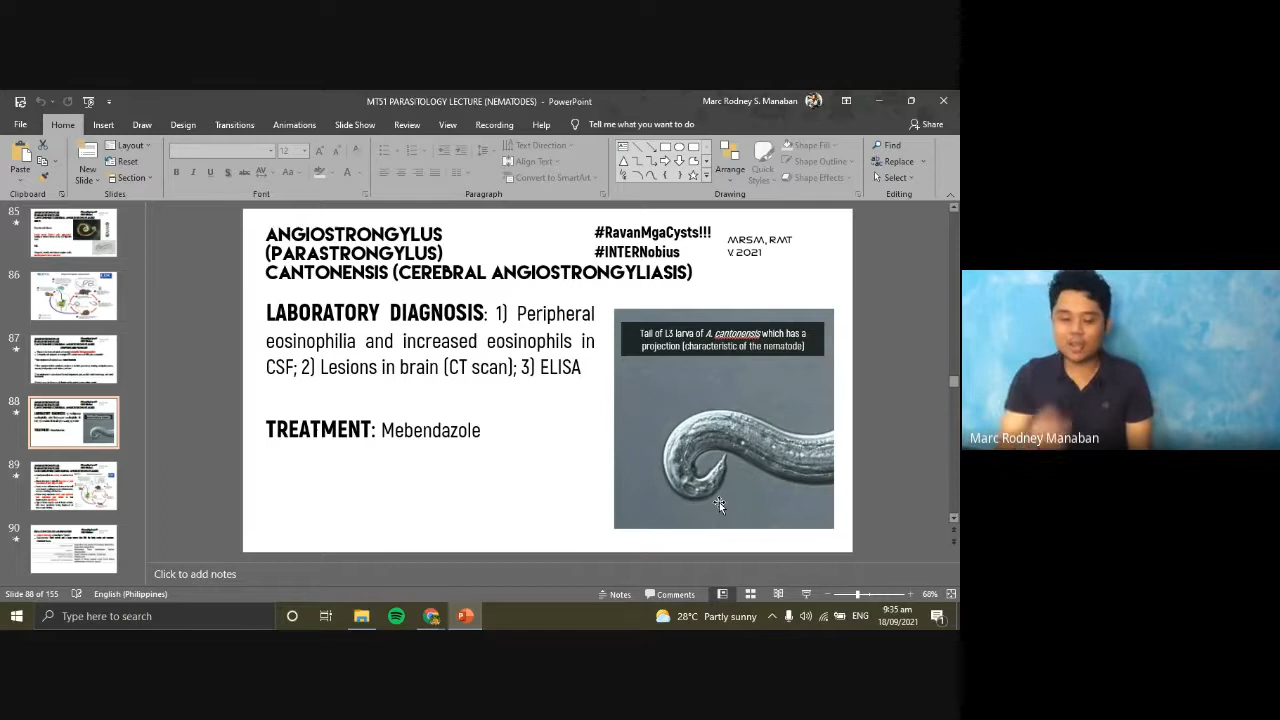 MT51 PARASITOLOGY LECTURE (NEMATODES) - PowerPoint
Marc Rodney S. Manaban
File Home Insert Draw Design Transitions Animations Slide Show Review View Recording Help Tell me what you want to do
Share
Paste
Clipboard
New
Slide
Layout
Reset
Section
Slides
12
Font
Text Direction
Align Text
Convert to SmartArt
Paragraph
Arrange
Quick
Styles
Shape Fill
Shape Outline
Shape Effects
Drawing
Find
Replace
Select
Editing
85
86
87
88
89
90
ANGIOSTRONGYLUS
(PARASTRONGYLUS)
CANTONENSIS (CEREBRAL ANGIOSTRONGYLIASIS)
#RavanMgaCysts!!!
#INTERNobius
MRSM, RMT
V. 2021
LABORATORY DIAGNOSIS: 1) Peripheral
eosinophilia and increased eosinophils in
CSF; 2) Lesions in brain (CT scan); 3) ELISA
TREATMENT: Mebendazole
Tail of L3 larva of A. cantonensis which has a
projection (characteristic of the nematode)
Click to add notes
Slide 88 of 155
English (Philippines)
Notes
Comments
68%
Type here to search
28°C Partly sunny
ENG
9:35 am
18/09/2021
Marc Rodney Manaban